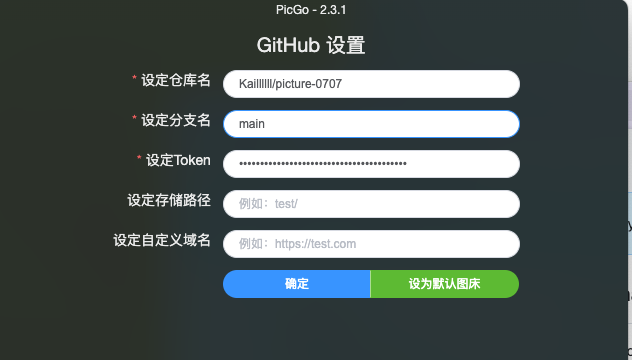 PicGo - 2.3.1
GitHub 设置
* 设定仓库名 Kaillllll/picture-0707
* 设定分支名 main
* 设定Token ••••••••••••••••••••••••••••••••••••••••
设定存储路径 例如：test/
设定自定义域名 例如：https://test.com
确定 设为默认图床